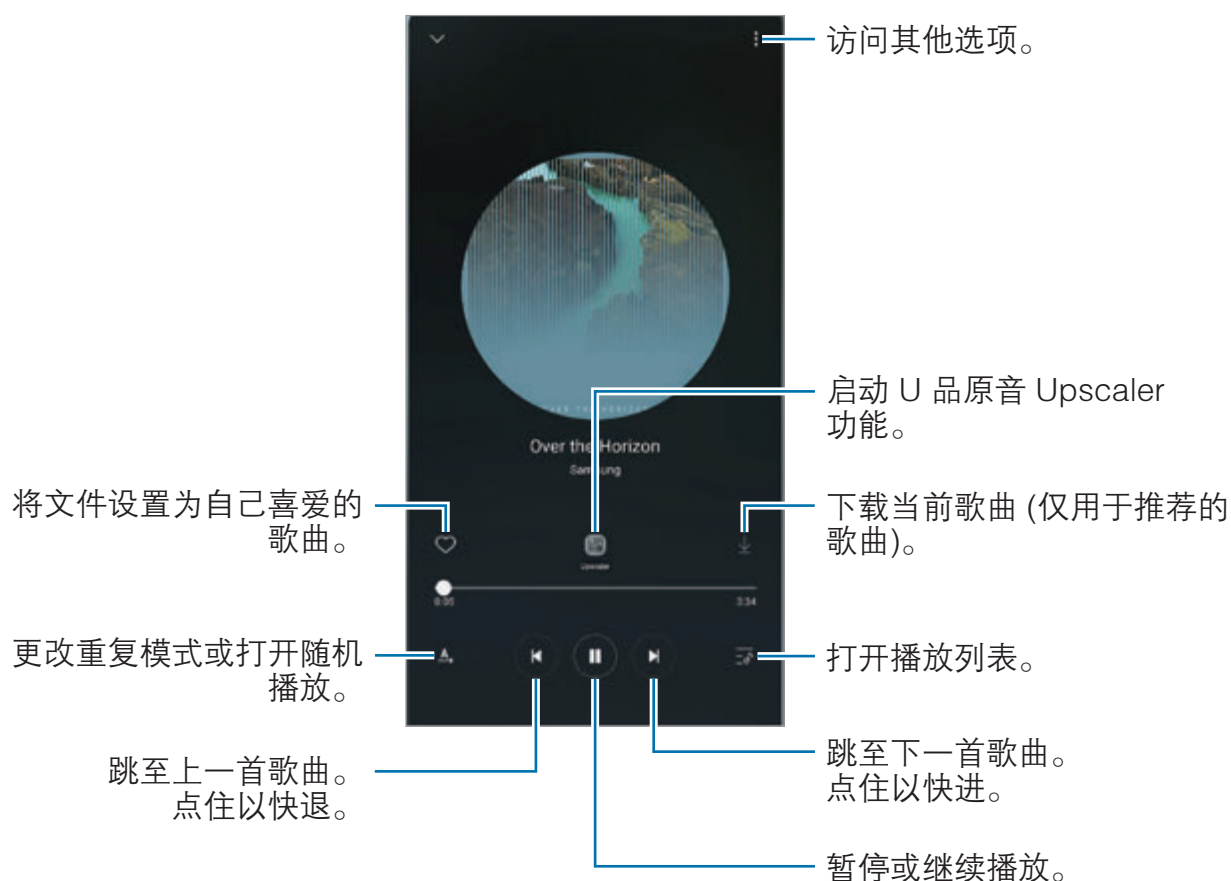 访问其他选项。
启动 U 品原音 Upscaler
功能。
OVER THE HORIZON
Over the Horizon
Samsung
将文件设置为自己喜爱的
歌曲。
下载当前歌曲 (仅用于推荐的
歌曲)。
Upscaler
0:05
3:34
更改重复模式或打开随机
播放。
A
打开播放列表。
跳至上一首歌曲。
点住以快退。
跳至下一首歌曲。
点住以快进。
暂停或继续播放。